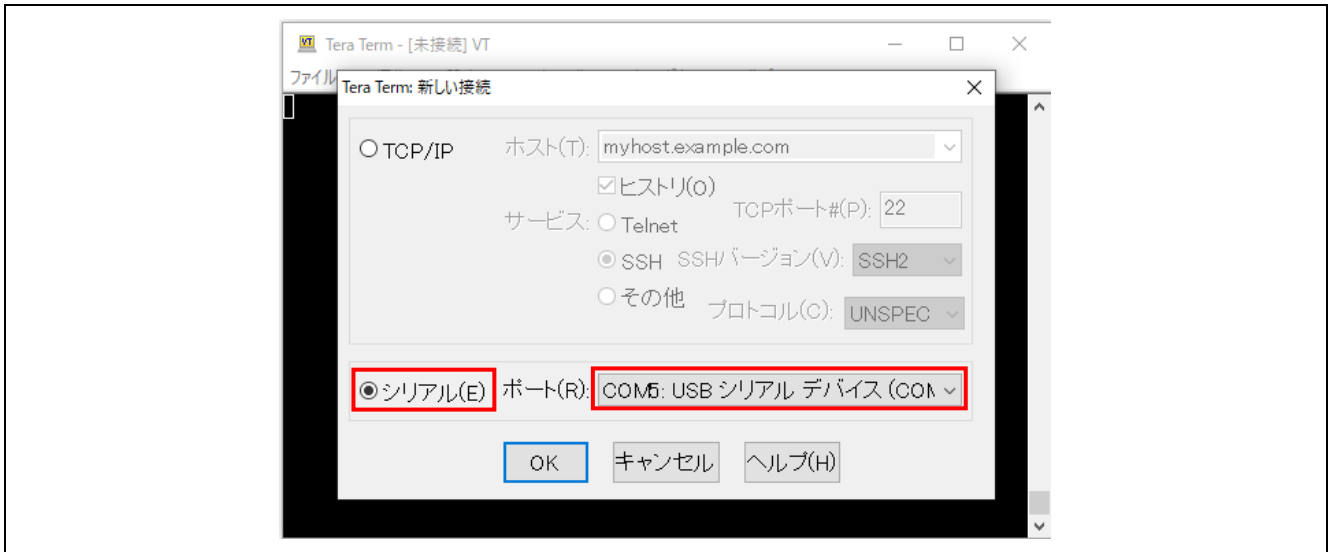 Tera Term - [未接続] VT
ファイル
Tera Term: 新しい接続
TCP/IP
ホスト(T): myhost.example.com
ヒストリ(O)
サービス: Telnet
TCPポート#(P): 22
SSH SSHバージョン(V): SSH2
その他 プロトコル(C): UNSPEC
シリアル(E) ポート(R): COM5: USB シリアル デバイス (COM
OK キャンセル ヘルプ(H)